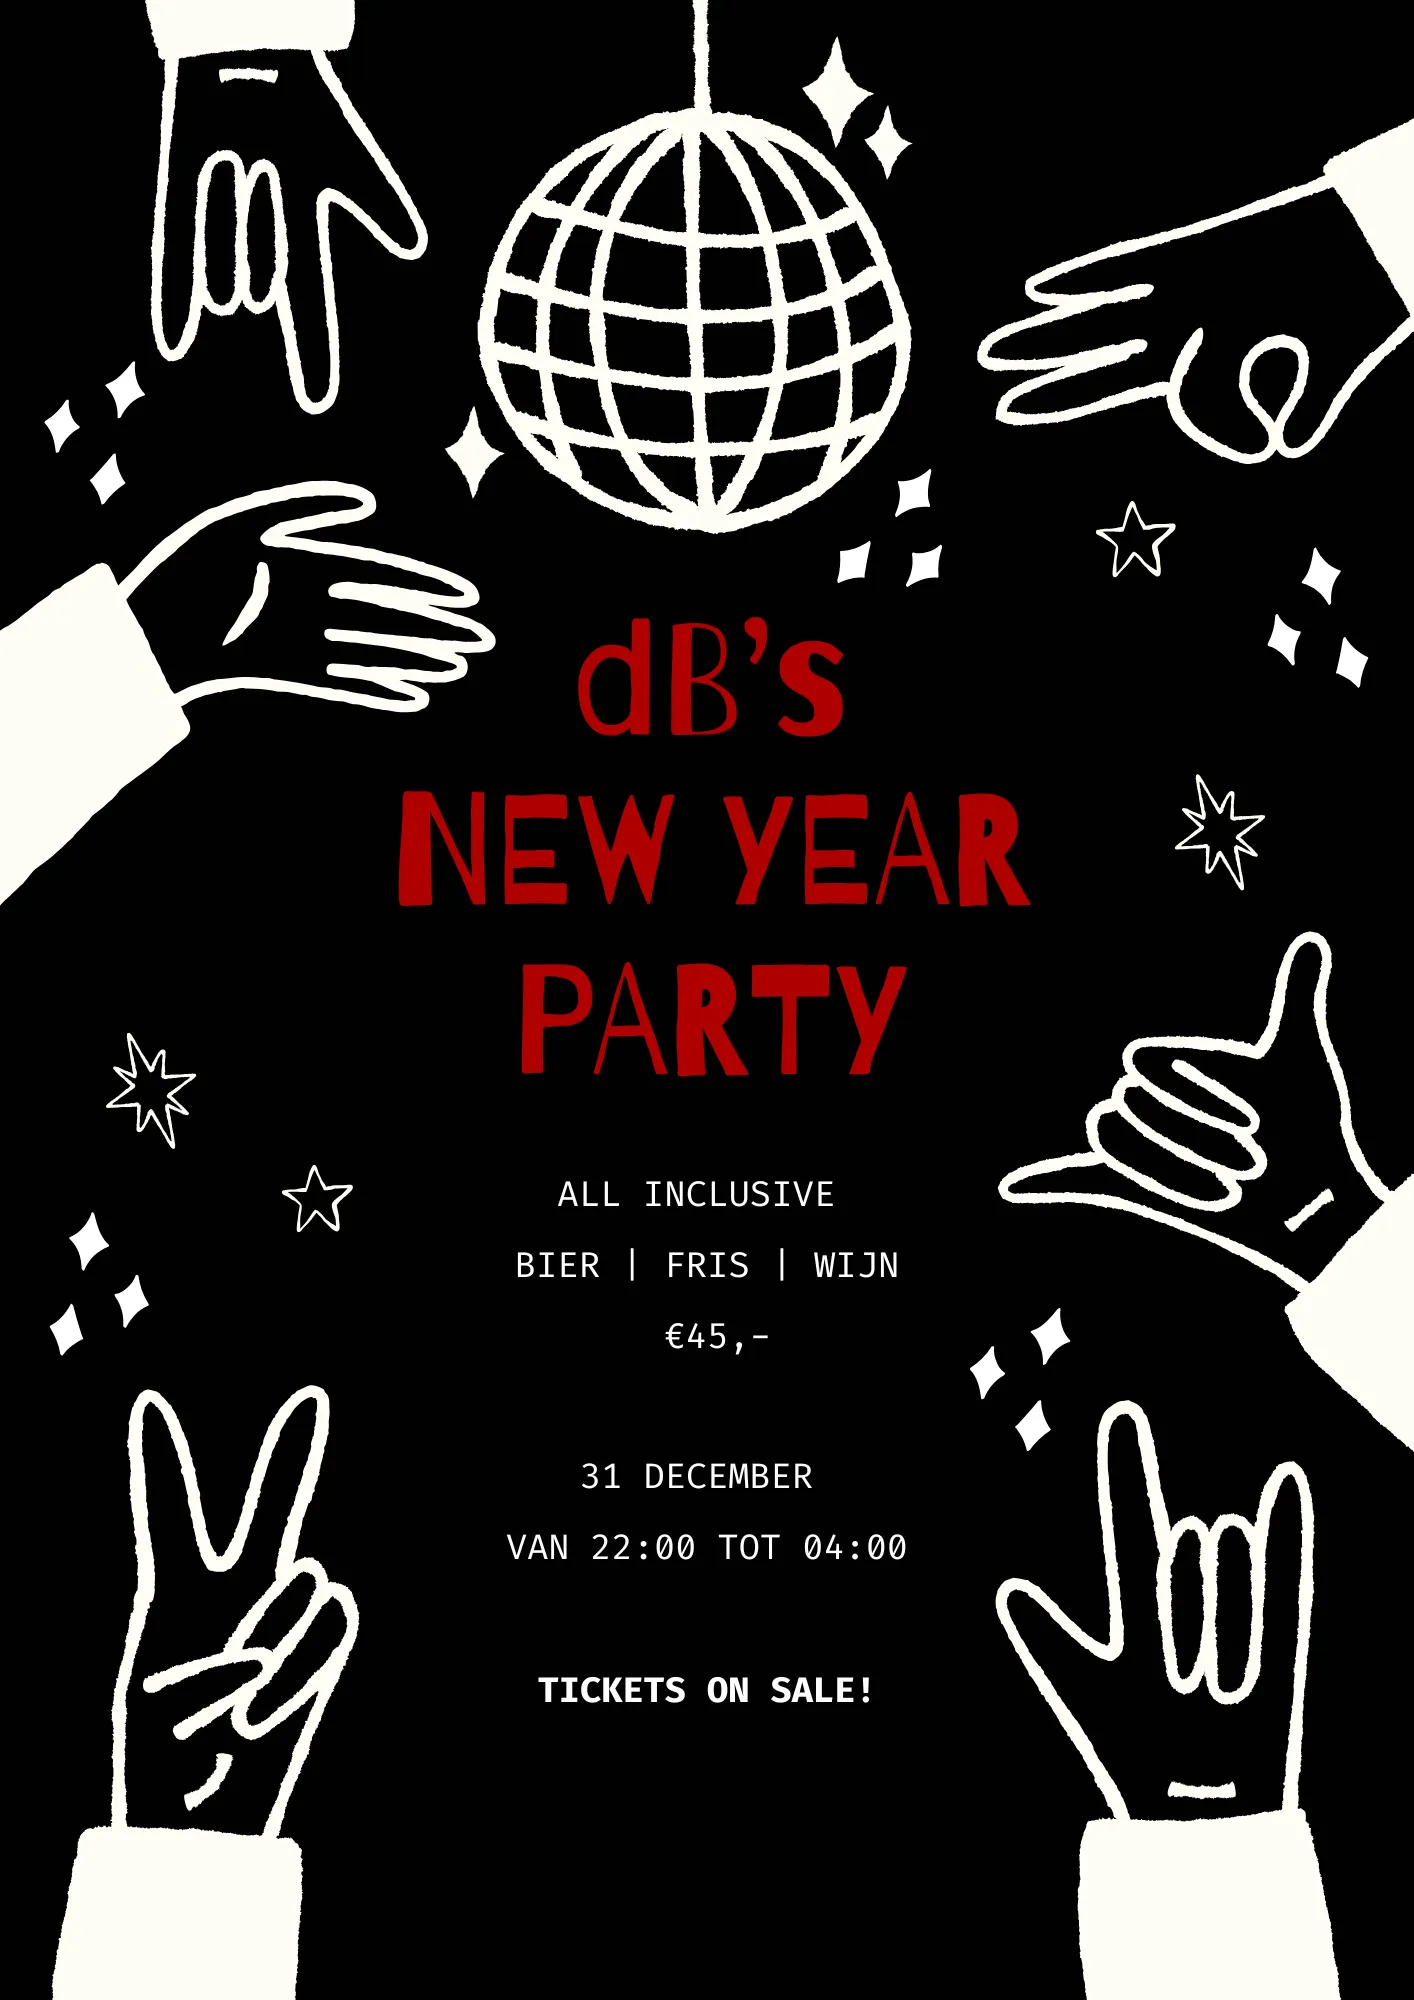 dB's
NEW YEAR
PARTY
ALL INCLUSIVE
BIER | FRIS | WIJN
€45,-
31 DECEMBER
VAN 22:00 TOT 04:00
TICKETS ON SALE!